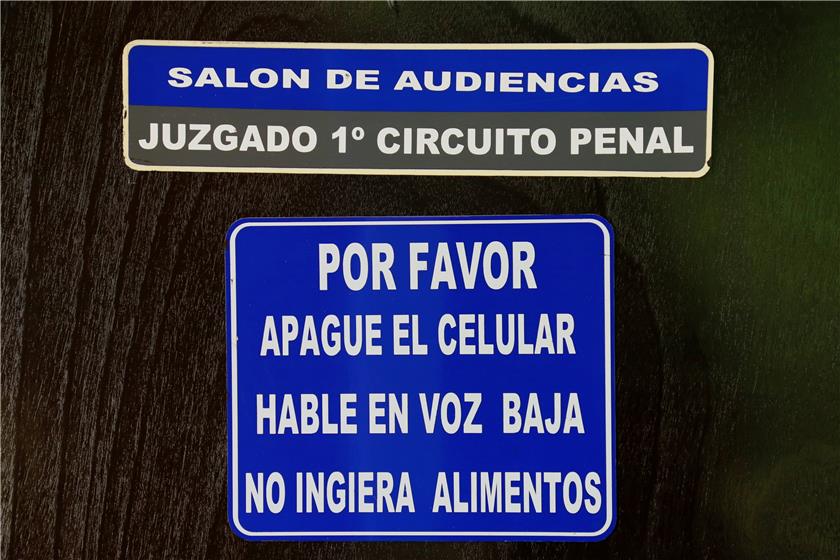 SALON DE AUDIENCIAS
JUZGADO 1º CIRCUITO PENAL
POR FAVOR
APAGUE EL CELULAR
HABLE EN VOZ BAJA
NO INGIERA ALIMENTOS